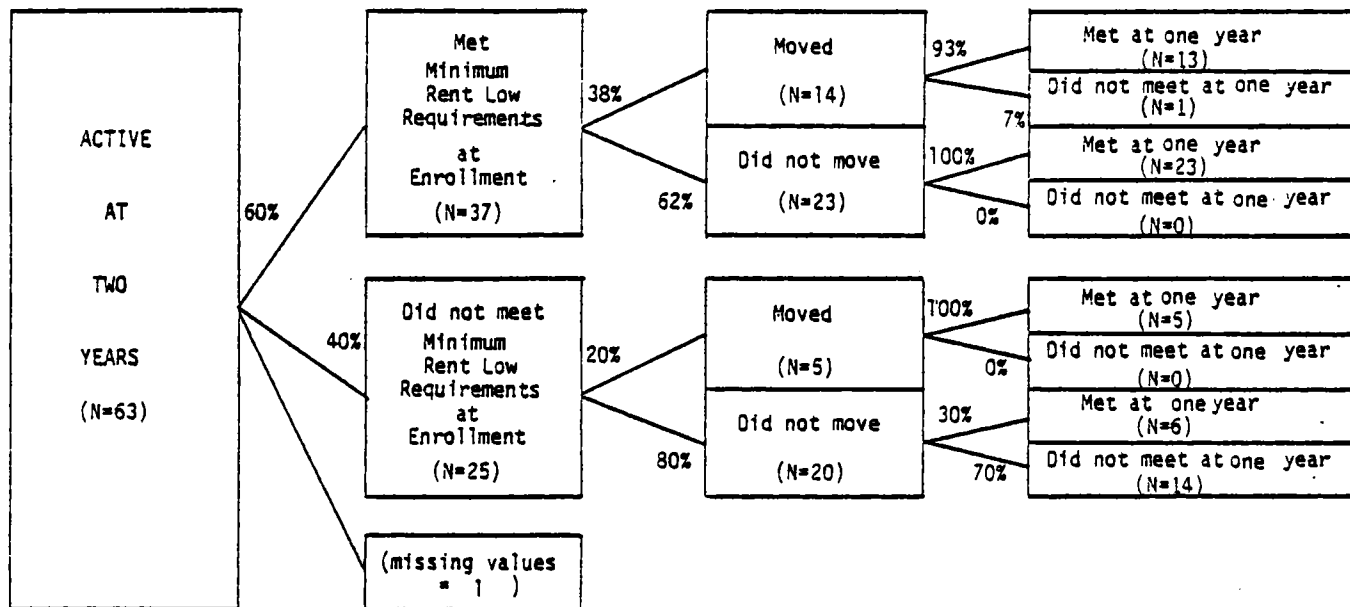 ACTIVE
AT
TWO
YEARS
(N=63)
60%
40%
Met
Minimum
Rent Low
Requirements
at
Enrollment
(N=37)
38%
62%
Moved
(N=14)
93%
7%
Met at one year
(N=13)
Did not meet at one year
(N=1)
Did not move
(N=23)
100%
0%
Met at one year
(N=23)
Did not meet at one year
(N=0)
Did not meet
Minimum
Rent Low
Requirements
at
Enrollment
(N=25)
20%
80%
Moved
(N=5)
100%
0%
Met at one year
(N=5)
Did not meet at one year
(N=0)
Did not move
(N=20)
30%
70%
Met at one year
(N=6)
Did not meet at one year
(N=14)
(missing values
= 1 )